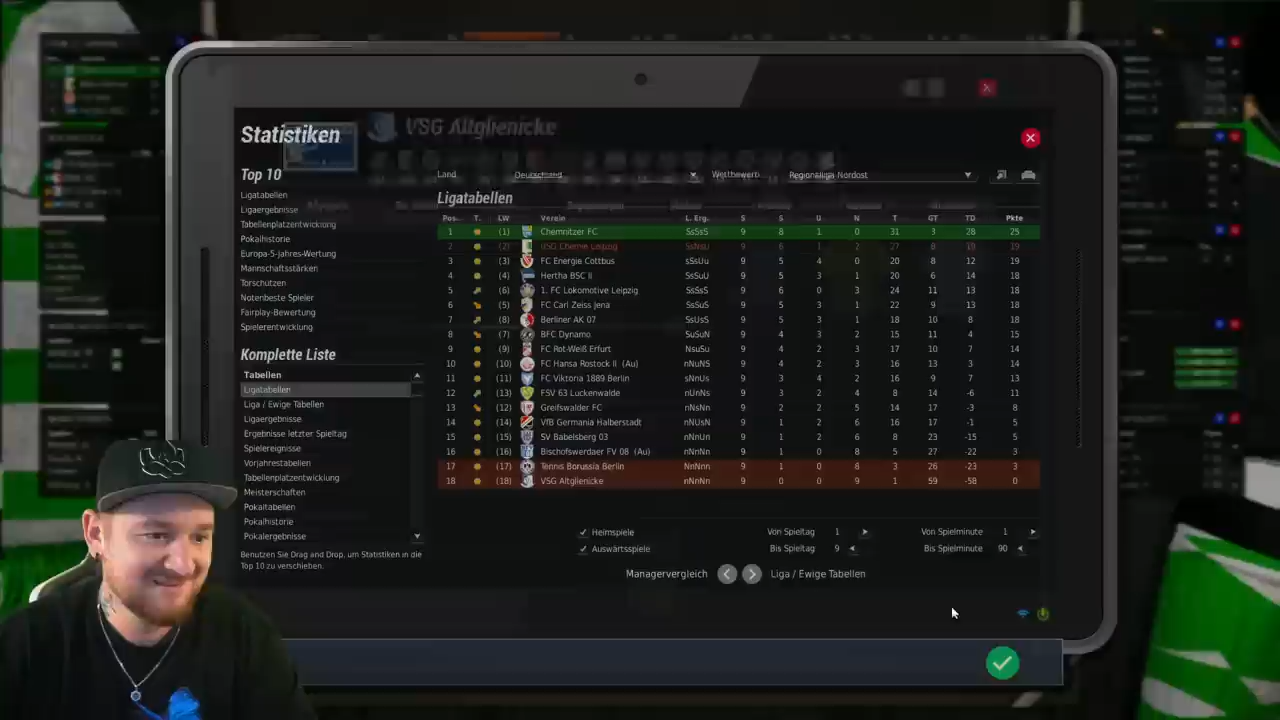 VSG Altglienicke
Statistiken
Top 10
Ligatabellen
Ligaergebnisse
Tabellenplatzentwicklung
Pokalhistorie
Europa-5-Jahres-Wertung
Mannschaftsstärken
Torschützen
Notenbeste Spieler
Fairplay-Bewertung
Spielerentwicklung
Komplette Liste
Tabellen
Ligatabellen
Liga / Ewige Tabellen
Ligaergebnisse
Ergebnisse letzter Spieltag
Spielereignisse
Vorjahrestabellen
Tabellenplatzentwicklung
Meisterschaften
Pokaltabellen
Pokalhistorie
Pokalergebnisse
Benutzen Sie Drag and Drop, um Statistiken in die
Top 10 zu verschieben.
Land Deutschland Wettbewerb Regionalliga Nordost
Ligatabellen
Pos... T. LW Verein L. Erg. S S U N T GT TD Pkte
1 (1) Chemnitzer FC SsSsS 9 8 1 0 31 3 28 25
2 (2) BSG Chemie Leipzig SsNsU 9 6 1 2 27 8 19 19
3 (3) FC Energie Cottbus sSsUu 9 5 4 0 20 8 12 19
4 (4) Hertha BSC II SsSuU 9 5 3 1 20 6 14 18
5 (6) 1. FC Lokomotive Leipzig SsSsS 9 6 0 3 24 11 13 18
6 (5) FC Carl Zeiss Jena SsSuS 9 5 3 1 22 9 13 18
7 (8) Berliner AK 07 SsUsS 9 5 3 1 18 10 8 18
8 (7) BFC Dynamo SuSuN 9 4 3 2 15 11 4 15
9 (9) FC Rot-Weiß Erfurt NsuSu 9 4 2 3 17 10 7 14
10 (10) FC Hansa Rostock II (Au) nNuNS 9 4 2 3 16 13 3 14
11 (11) FC Viktoria 1889 Berlin sNnUs 9 3 4 2 16 9 7 13
12 (13) FSV 63 Luckenwalde nUnNs 9 3 2 4 8 14 -6 11
13 (12) Greifswalder FC nNsNn 9 2 2 5 14 17 -3 8
14 (14) VfB Germania Halberstadt nNUsN 9 1 2 6 16 17 -1 5
15 (15) SV Babelsberg 03 nNnUn 9 1 2 6 8 23 -15 5
16 (16) Bischofswerdaer FV 08 (Au) nNnNs 9 1 0 8 5 27 -22 3
17 (17) Tennis Borussia Berlin NnNnn 9 1 0 8 3 26 -23 3
18 (18) VSG Altglienicke nNnNn 9 0 0 9 1 59 -58 0
Heimspiele Von Spieltag 1 Von Spielminute 1
Auswärtsspiele Bis Spieltag 9 Bis Spielminute 90
Managervergleich Liga / Ewige Tabellen